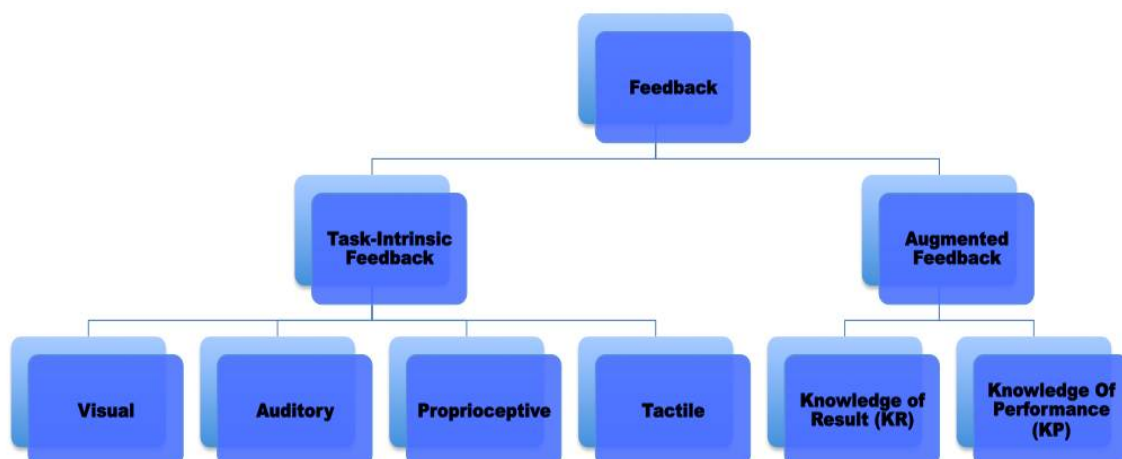 Feedback
Task-Intrinsic
Feedback
Augmented
Feedback
Visual
Auditory
Proprioceptive
Tactile
Knowledge of
Result (KR)
Knowledge Of
Performance
(KP)